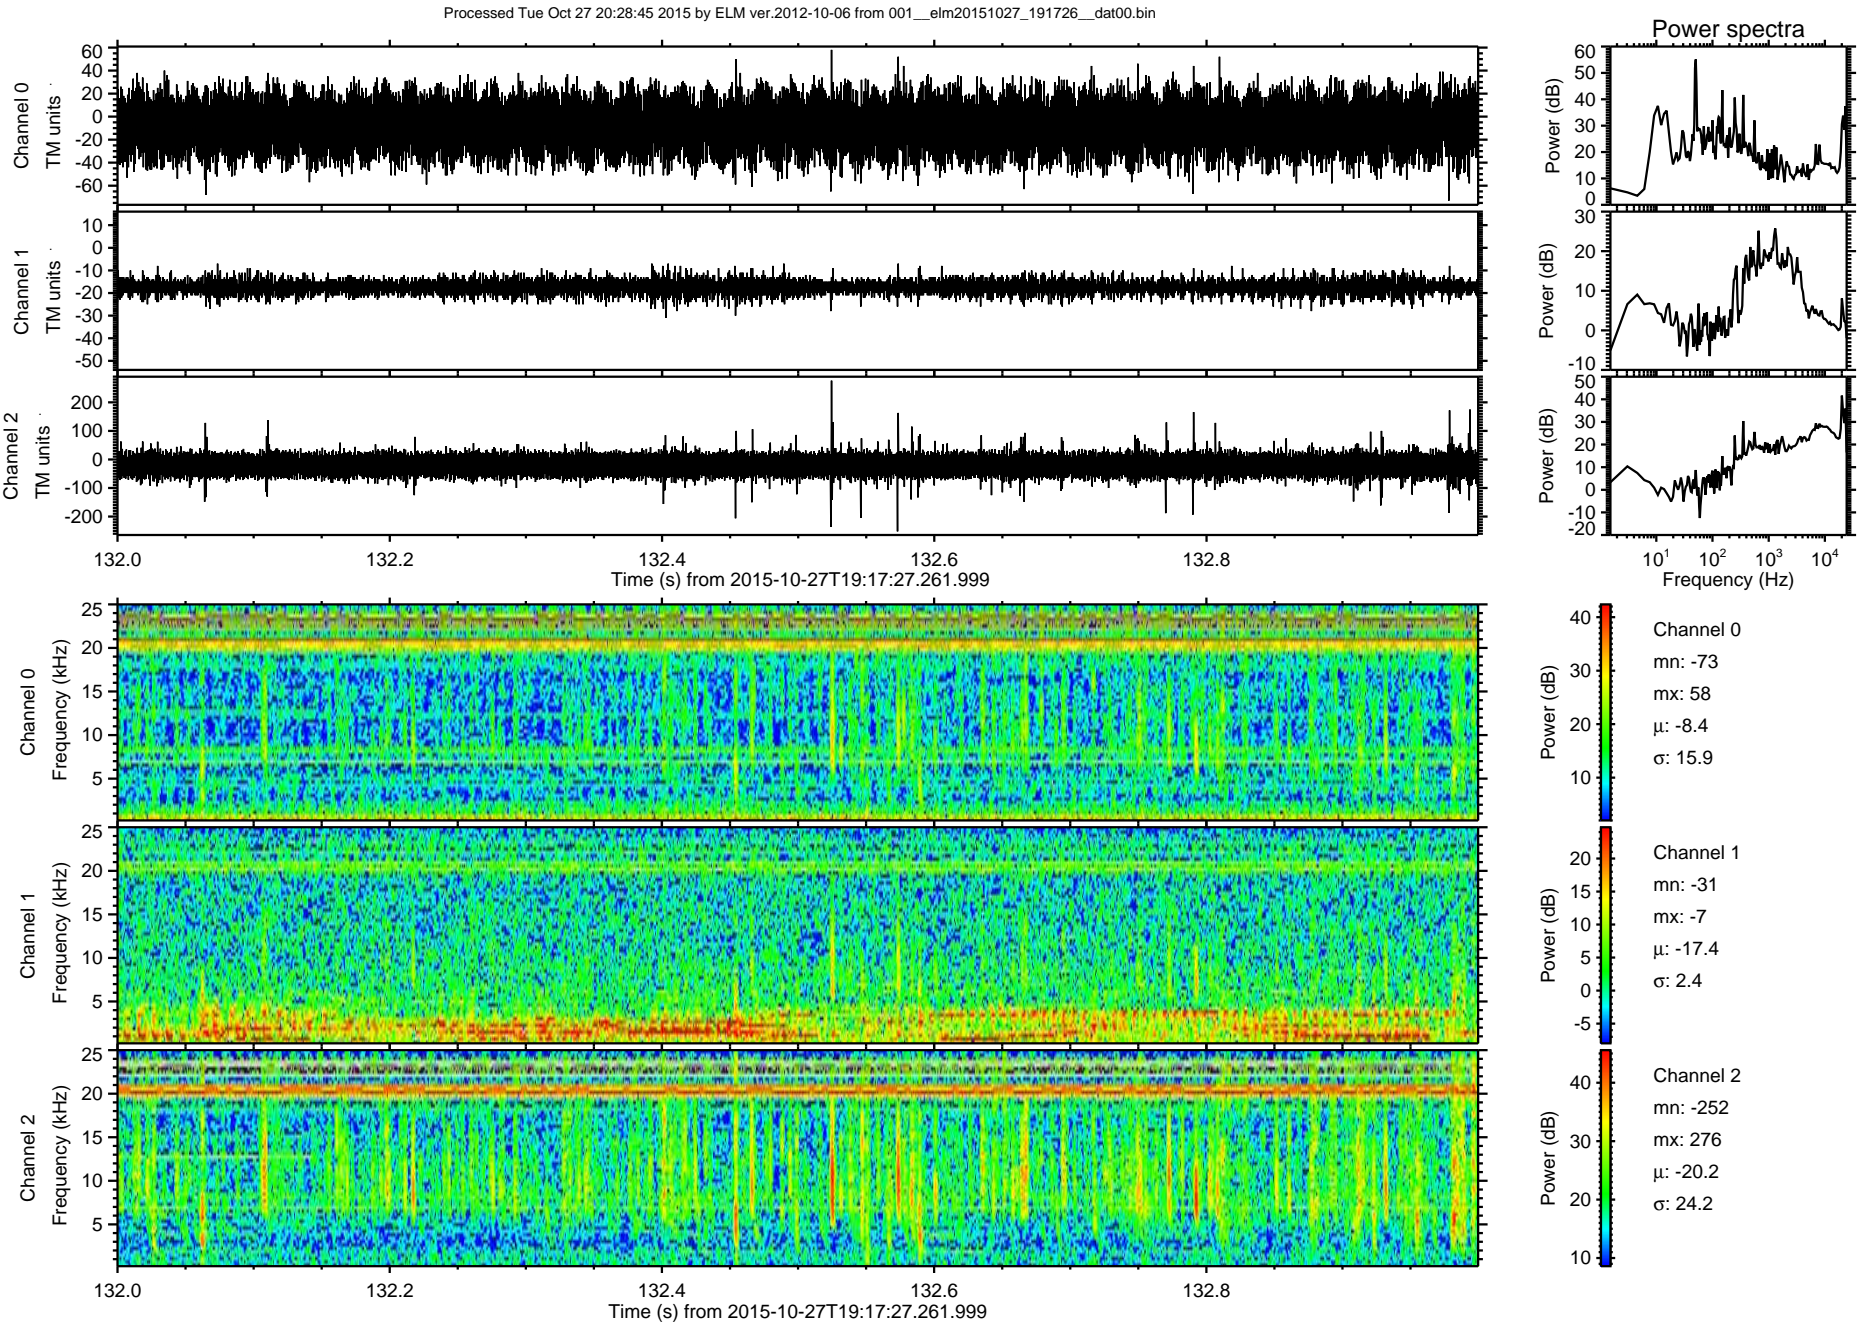 Processed Tue Oct 27 20:28:45 2015 by ELM ver.2012-10-06 from 001__elm20151027_191726__dat00.bin
Power spectra
Channel 0
TM units
60
40
20
0
-20
-40
-60
Power (dB)
60
50
40
30
20
10
0
Channel 1
TM units
10
0
-10
-20
-30
-40
-50
Power (dB)
30
20
10
0
-10
Channel 2
TM units
200
100
0
-100
-200
Power (dB)
50
40
30
20
10
0
-10
-20
132.0 132.2 132.4 132.6 132.8
Time (s) from 2015-10-27T19:17:27.261.999
10^1 10^2 10^3 10^4
Frequency (Hz)
Channel 0
Frequency (kHz)
25
20
15
10
5
Power (dB)
40
30
20
10
Channel 0
mn: -73
mx: 58
μ: -8.4
σ: 15.9
Channel 1
Frequency (kHz)
25
20
15
10
5
Power (dB)
20
15
10
5
0
-5
Channel 1
mn: -31
mx: -7
μ: -17.4
σ: 2.4
Channel 2
Frequency (kHz)
25
20
15
10
5
Power (dB)
40
30
20
10
Channel 2
mn: -252
mx: 276
μ: -20.2
σ: 24.2
132.0 132.2 132.4 132.6 132.8
Time (s) from 2015-10-27T19:17:27.261.999